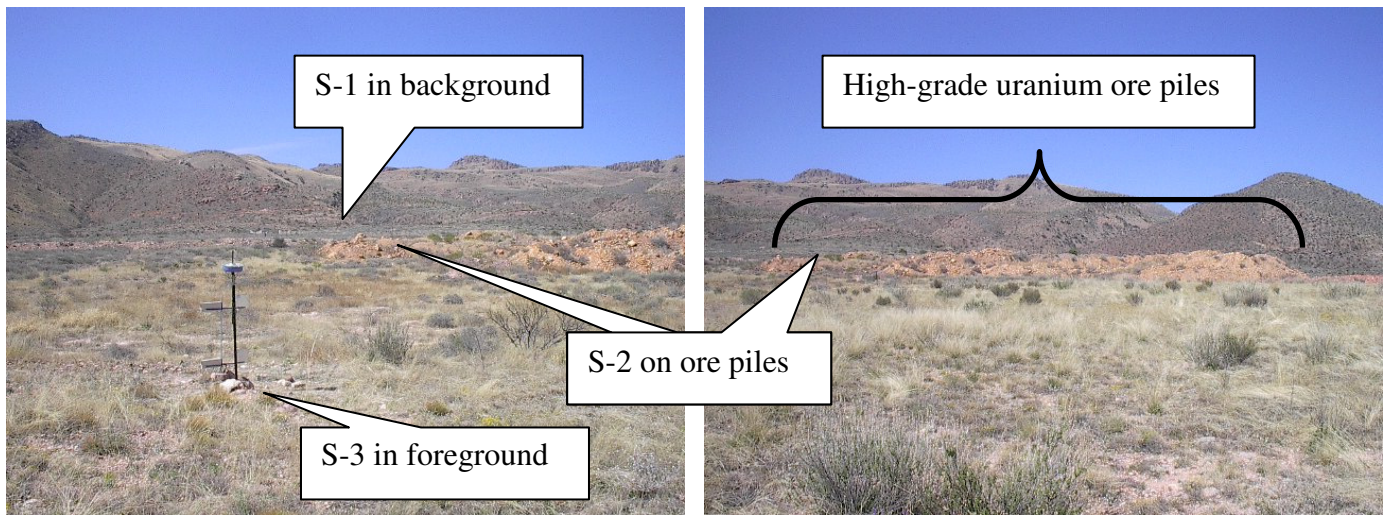 S-1 in background
High-grade uranium ore piles
S-2 on ore piles
S-3 in foreground